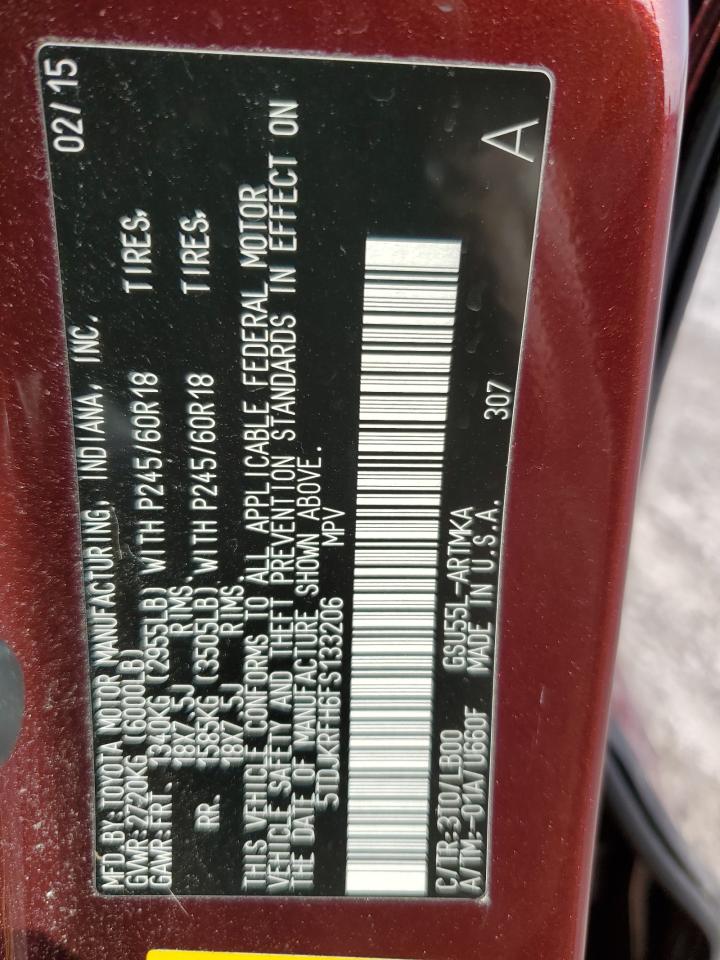 MFD BY:TOYOTA MOTOR MANUFACTURING, INDIANA, INC. 02/15
GVWR:2720KG (6000LB)
GAWR:FRT. 1340KG (2955LB) WITH P245/60R18 TIRES,
18X7.5J RIMS,
RR. 1585KG (3505LB) WITH P245/60R18 TIRES,
18X7.5J RIMS.
THIS VEHICLE CONFORMS TO ALL APPLICABLE FEDERAL MOTOR
VEHICLE SAFETY AND THEFT PREVENTION STANDARDS IN EFFECT ON
THE DATE OF MANUFACTURE SHOWN ABOVE.
5TDJKRFH6FS133206 MPV
C/TR:3T0/LB00 GSU55L-ARTMKA
A/TM:-01A/U660F MADE IN U.S.A. 307
A